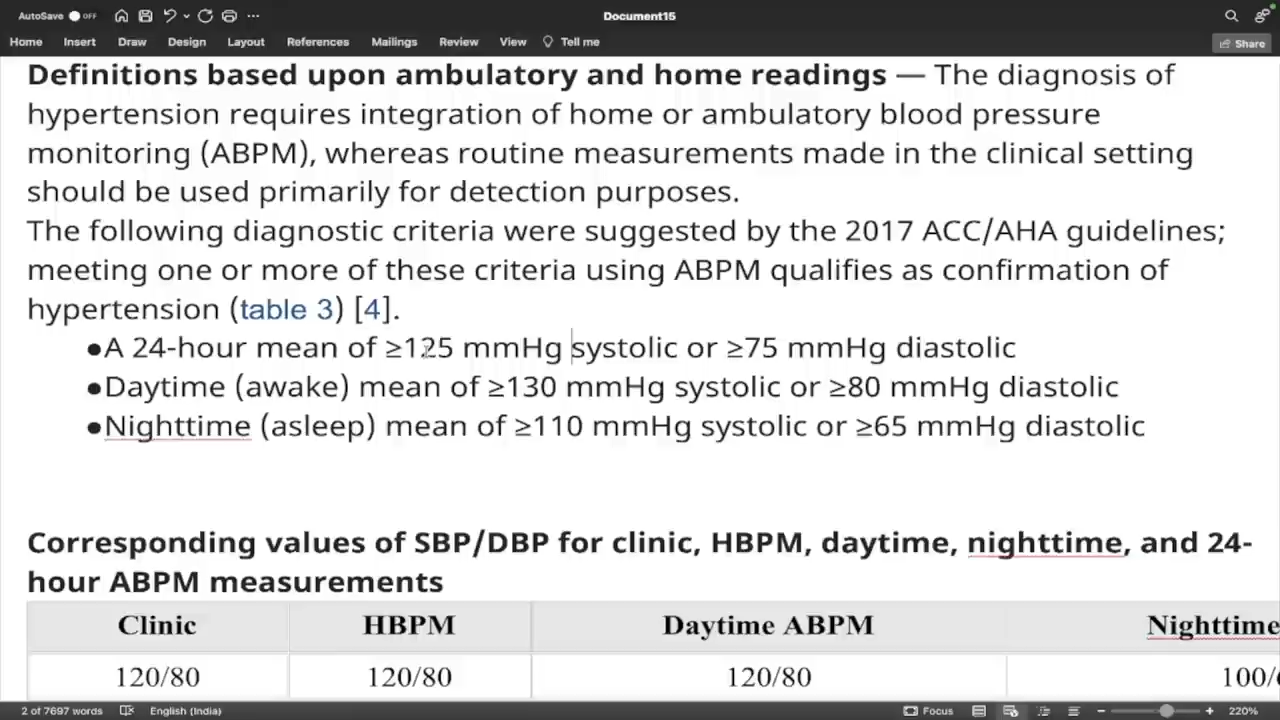 AutoSave OFF
Document15
Home Insert Draw Design Layout References Mailings Review View Tell me
Share
Definitions based upon ambulatory and home readings — The diagnosis of
hypertension requires integration of home or ambulatory blood pressure
monitoring (ABPM), whereas routine measurements made in the clinical setting
should be used primarily for detection purposes.
The following diagnostic criteria were suggested by the 2017 ACC/AHA guidelines;
meeting one or more of these criteria using ABPM qualifies as confirmation of
hypertension (table 3) [4].
●A 24-hour mean of ≥125 mmHg systolic or ≥75 mmHg diastolic
●Daytime (awake) mean of ≥130 mmHg systolic or ≥80 mmHg diastolic
●Nighttime (asleep) mean of ≥110 mmHg systolic or ≥65 mmHg diastolic
Corresponding values of SBP/DBP for clinic, HBPM, daytime, nighttime, and 24-
hour ABPM measurements
Clinic HBPM Daytime ABPM Nighttime
120/80 120/80 120/80 100/
2 of 7697 words English (India) Focus 220%